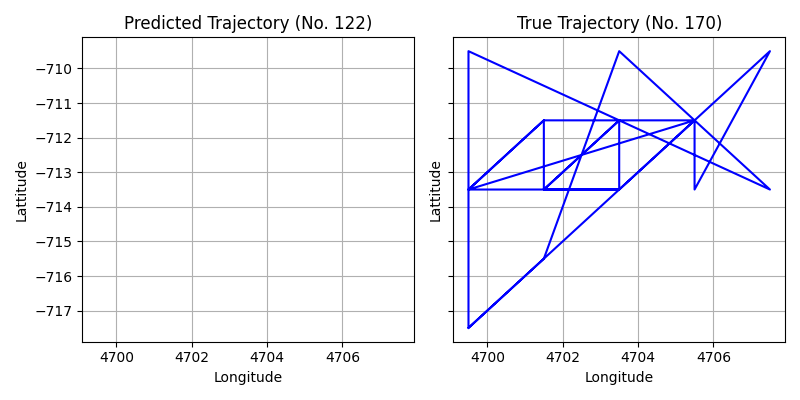 Predicted Trajectory (No. 122)
Lattitude
−710
−711
−712
−713
−714
−715
−716
−717
4700
4702
4704
4706
Longitude
True Trajectory (No. 170)
Lattitude
4700
4702
4704
4706
Longitude